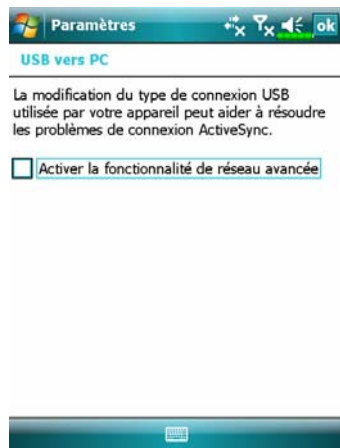 Paramètres
ok
USB vers PC
La modification du type de connexion USB
utilisée par votre appareil peut aider à résoudre
les problèmes de connexion ActiveSync.
Activer la fonctionnalité de réseau avancée